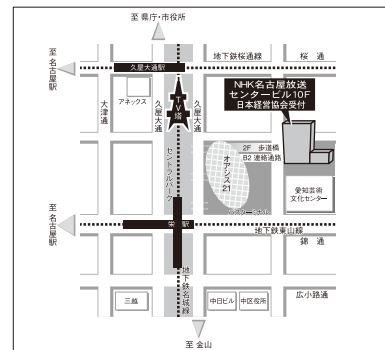 至 県庁・市役所
至名古屋駅
久屋大通駅
地下鉄桜通線
桜通
大津通
アネックス
久屋大通
TV塔
久屋大通
NHK名古屋放送
センタービル10F
日本経営協会受付
セントラルパーク
オアシス21
2F 歩道橋
B2 連絡通路
愛知芸術
文化センター
至名古屋駅
栄駅
地下鉄東山線
錦通
地下鉄名城線
三越
中日ビル
中区役所
広小路通
至 金山